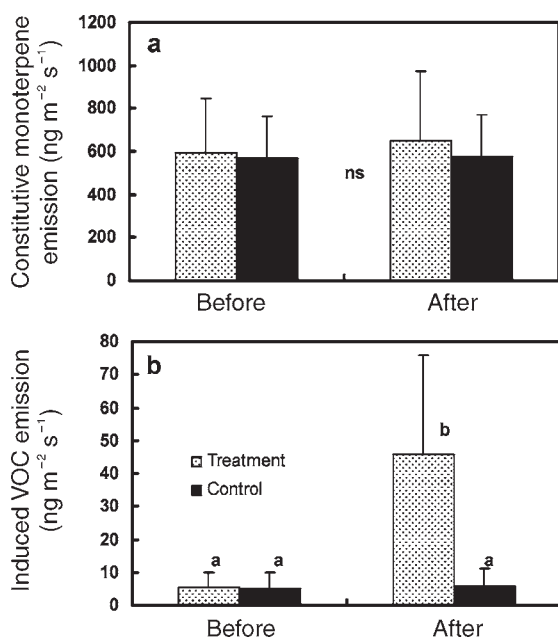 a
Constitutive monoterpene
emission (ng m⁻² s⁻¹)
1200
1000
800
600
400
200
0
ns
Before
After
b
Induced VOC emission
(ng m⁻² s⁻¹)
80
70
60
50
40
30
20
10
0
Treatment
Control
a
a
b
a
Before
After